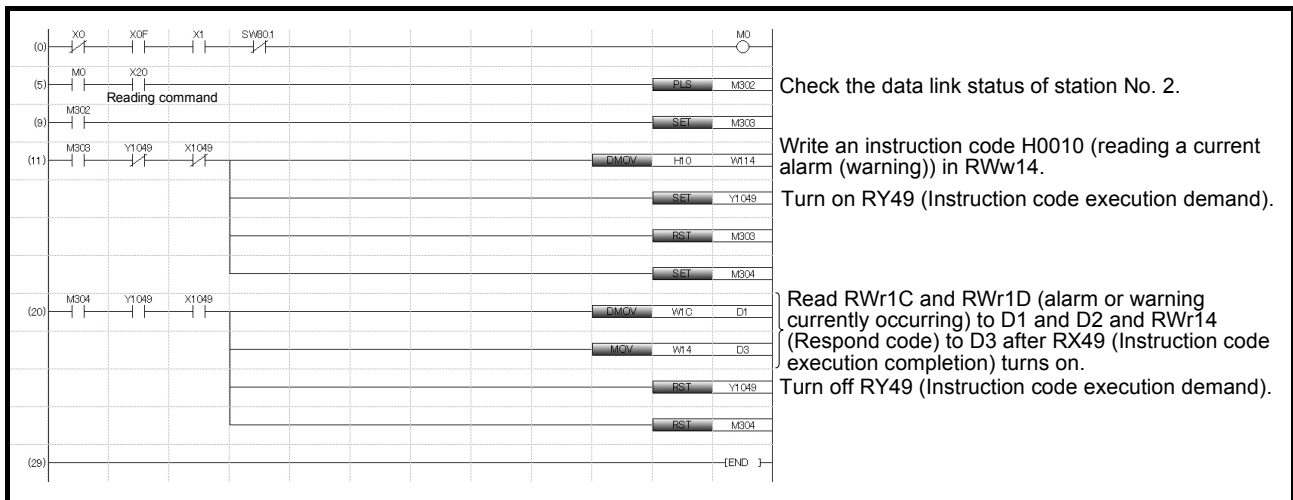 X0 X0F X1 SW80.1 M0
(0)
M0 X20
(5) PLS M302 Check the data link status of station No. 2.
Reading command
M302
(9) SET M303
M303 Y1049 X1049
(11) DMOV H10 W114
Write an instruction code H0010 (reading a current
alarm (warning)) in RWw14.
SET Y1049 Turn on RY49 (Instruction code execution demand).
RST M303
SET M304
M304 Y1049 X1049
(20) DMOV W1C D1
MOV W14 D3
Read RWr1C and RWr1D (alarm or warning
currently occurring) to D1 and D2 and RWr14
(Respond code) to D3 after RX49 (Instruction code
execution completion) turns on.
RST Y1049 Turn off RY49 (Instruction code execution demand).
RST M304
(29) [END ]